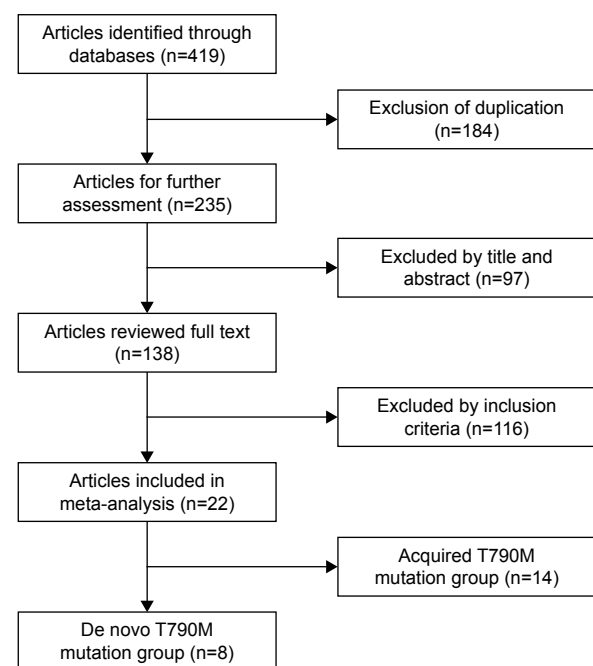 Articles identified through
databases (n=419)
Exclusion of duplication
(n=184)
Articles for further
assessment (n=235)
Excluded by title and
abstract (n=97)
Articles reviewed full text
(n=138)
Excluded by inclusion
criteria (n=116)
Articles included in
meta-analysis (n=22)
Acquired T790M
mutation group (n=14)
De novo T790M
mutation group (n=8)